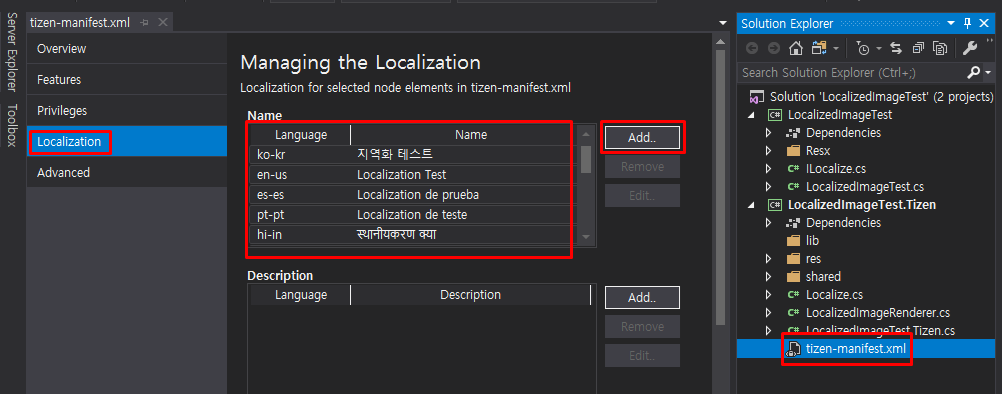 Server Explorer
Toolbox
tizen-manifest.xml
Overview
Features
Privileges
Localization
Advanced
Managing the Localization
Localization for selected node elements in tizen-manifest.xml
Name
Language Name
ko-kr 지역화 테스트
en-us Localization Test
es-es Localización de prueba
pt-pt Localization de teste
hi-in स्थानीयकरण क्या
Add..
Remove
Edit..
Description
Language Description
Add..
Remove
Edit..
Solution Explorer
Search Solution Explorer (Ctrl+;)
Solution 'LocalizedImageTest' (2 projects)
LocalizedImageTest
Dependencies
Resx
ILocalize.cs
LocalizedImageTest.cs
LocalizedImageTest.Tizen
Dependencies
lib
res
shared
Localize.cs
LocalizedImageRenderer.cs
LocalizedImageTest.Tizen.cs
tizen-manifest.xml